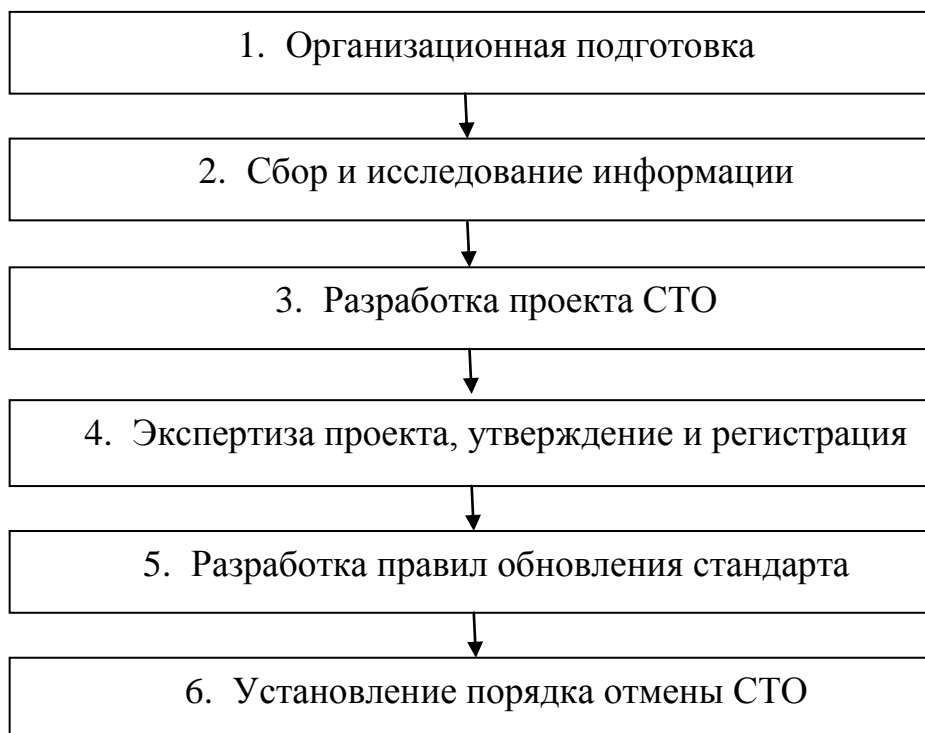 1. Организационная подготовка
2. Сбор и исследование информации
3. Разработка проекта СТО
4. Экспертиза проекта, утверждение и регистрация
5. Разработка правил обновления стандарта
6. Установление порядка отмены СТО